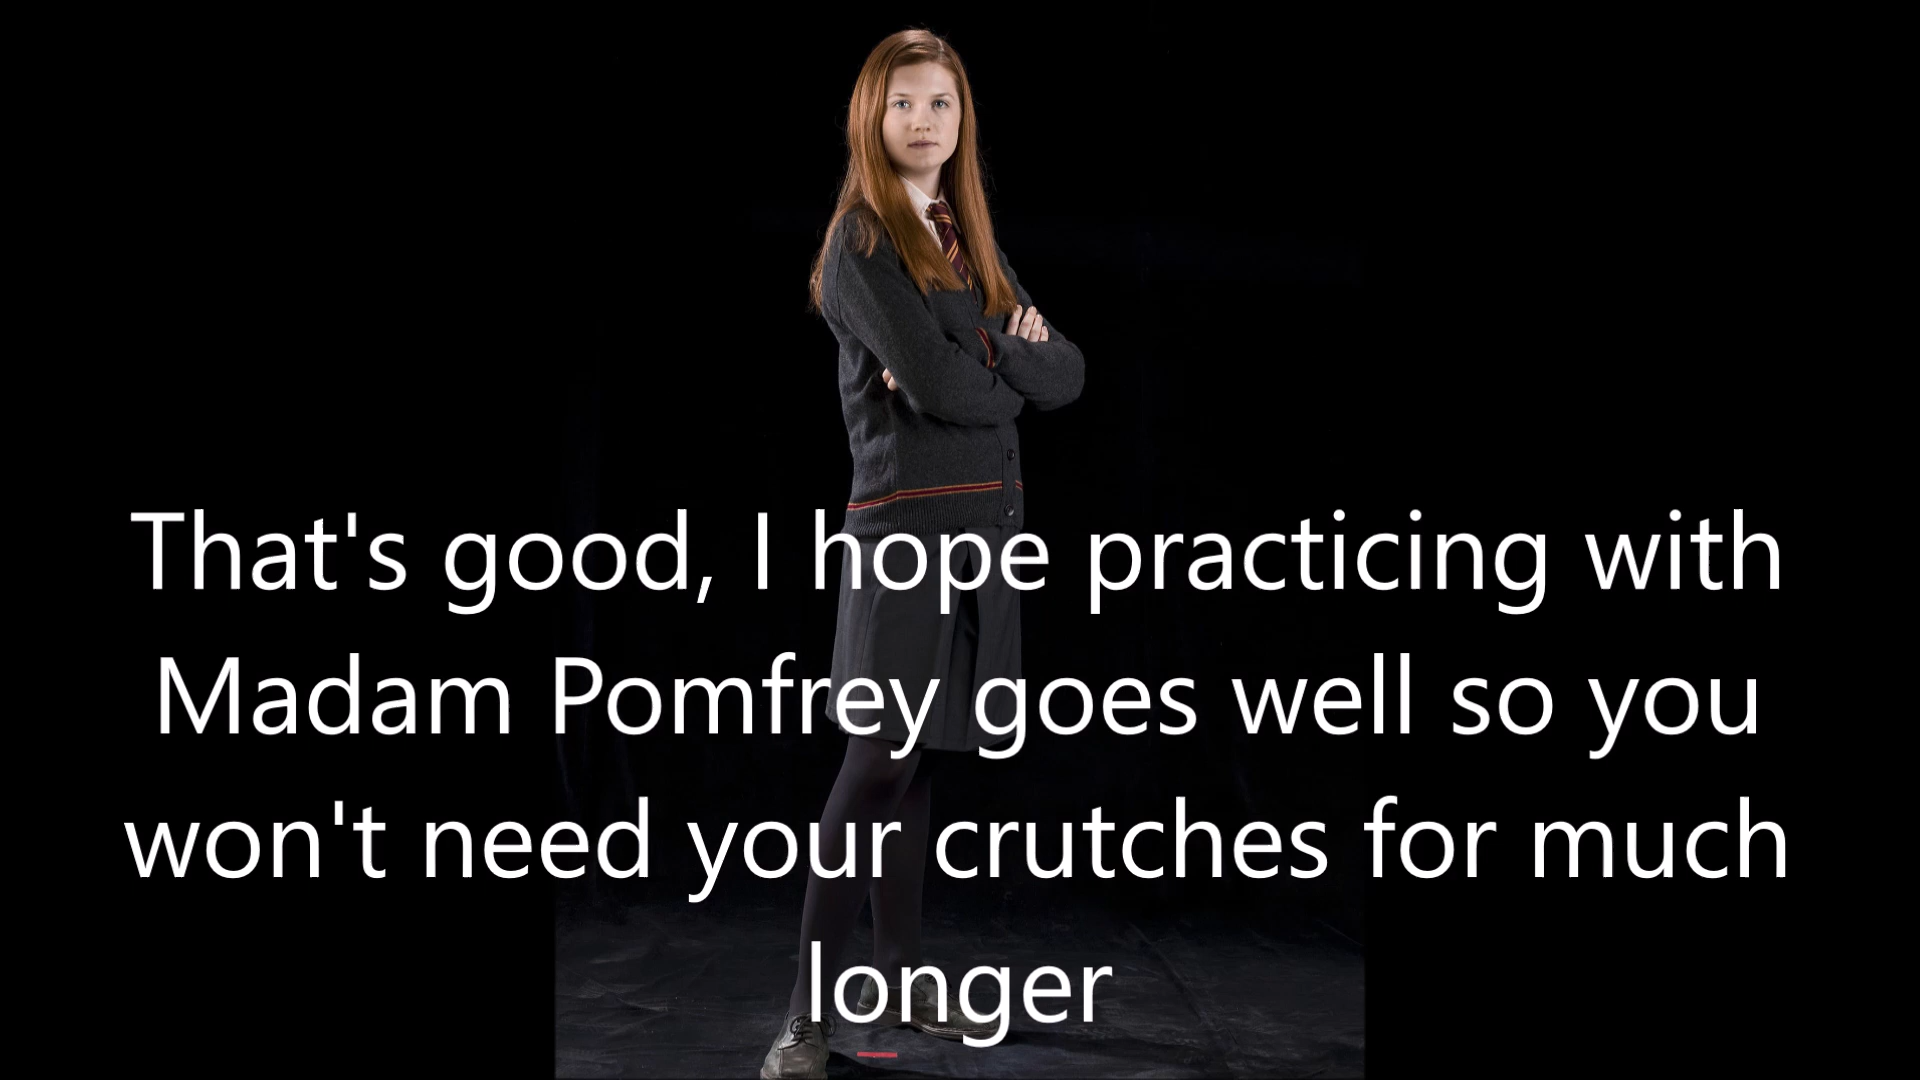 That's good, I hope practicing with
Madam Pomfrey goes well so you
won't need your crutches for much
longer